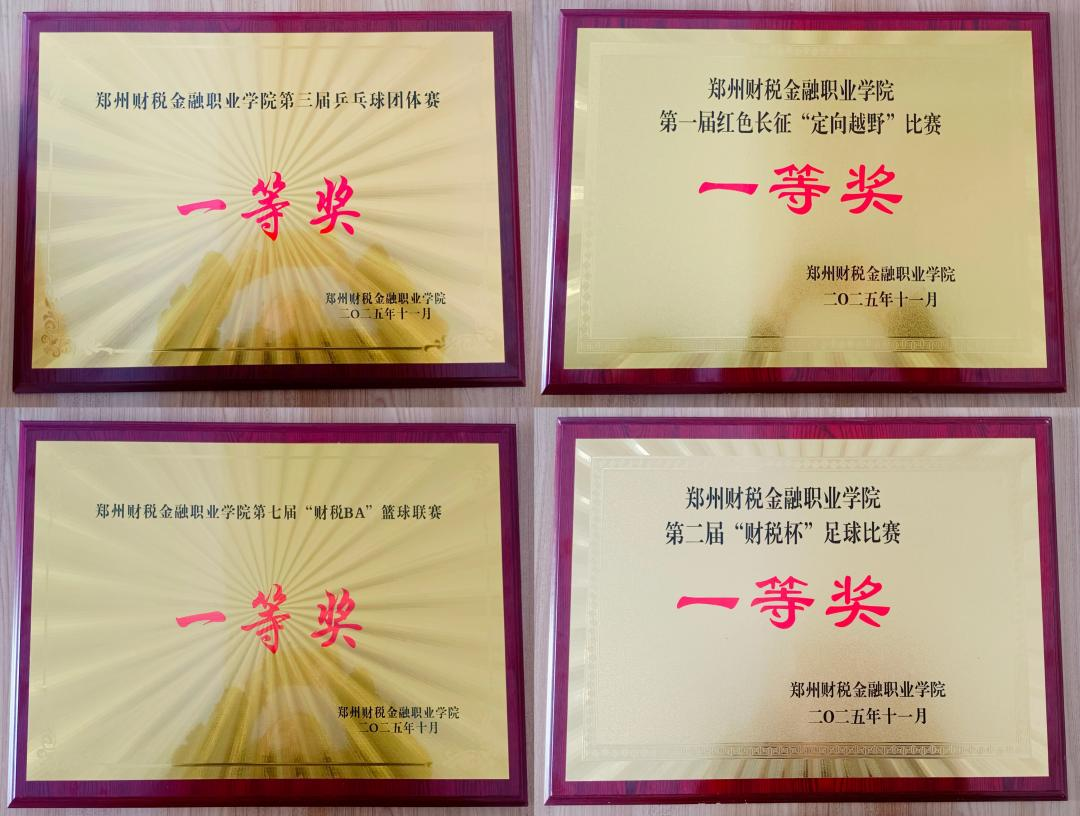 郑州财税金融职业学院第三届乒乓球团体赛
一等奖
郑州财税金融职业学院
二〇二五年十一月
郑州财税金融职业学院
第一届红色长征“定向越野”比赛
一等奖
郑州财税金融职业学院
二〇二五年十一月
郑州财税金融职业学院第七届“财税BA”篮球联赛
一等奖
郑州财税金融职业学院
二〇二五年十月
郑州财税金融职业学院
第二届“财税杯”足球比赛
一等奖
郑州财税金融职业学院
二〇二五年十一月